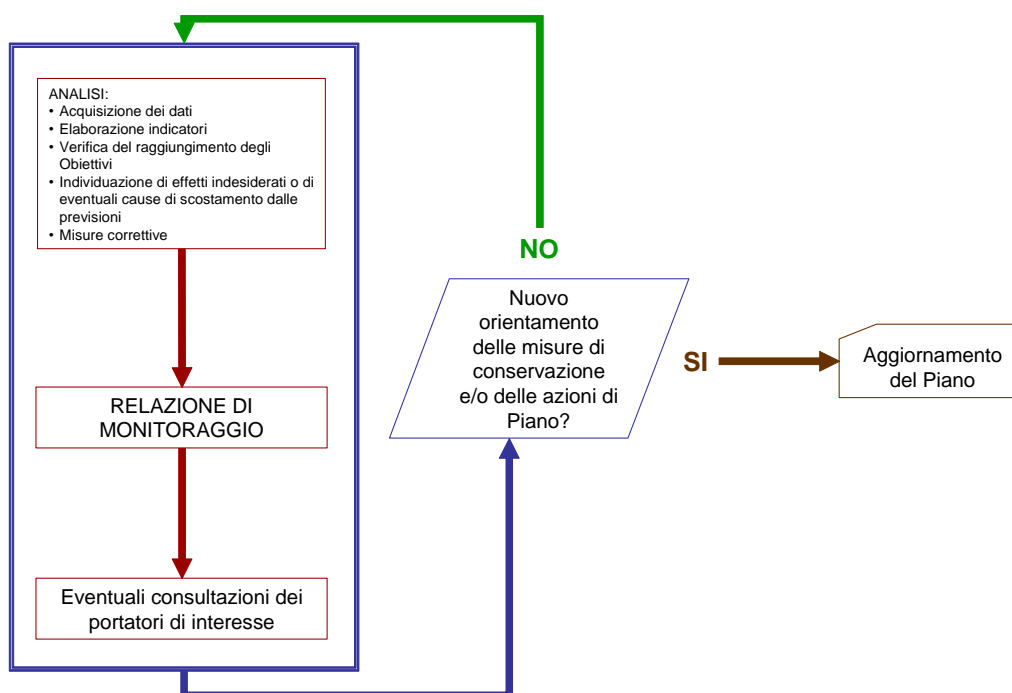 ANALISI:
• Acquisizione dei dati
• Elaborazione indicatori
• Verifica del raggiungimento degli
Obiettivi
• Individuazione di effetti indesiderati o di
eventuali cause di scostamento dalle
previsioni
• Misure correttive
RELAZIONE DI
MONITORAGGIO
Eventuali consultazioni dei
portatori di interesse
NO
Nuovo
orientamento
delle misure di
conservazione
e/o delle azioni di
Piano?
SI
Aggiornamento
del Piano